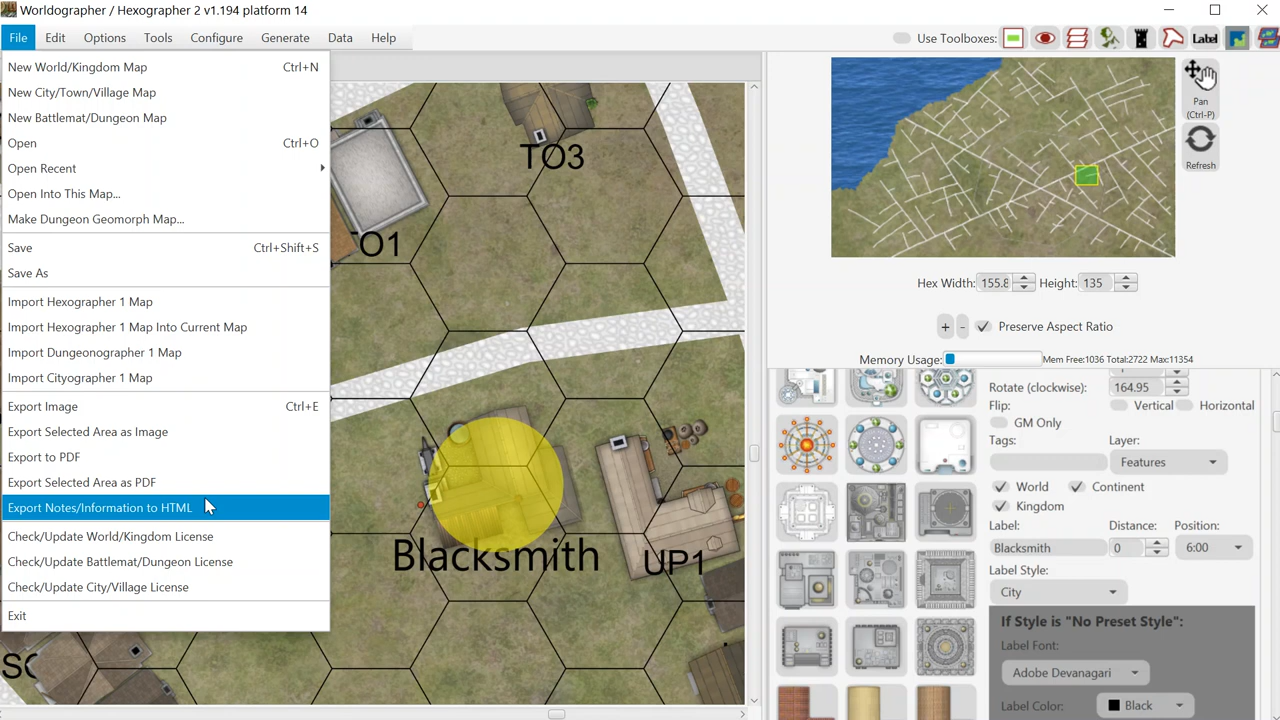 Worldographer / Hexographer 2 v1.194 platform 14
File Edit Options Tools Configure Generate Data Help
Use Toolboxes: Label
New World/Kingdom Map Ctrl+N
New City/Town/Village Map
New Battlemat/Dungeon Map
Open Ctrl+O
Open Recent
Open Into This Map...
Make Dungeon Geomorph Map...
Save Ctrl+Shift+S
Save As
Import Hexographer 1 Map
Import Hexographer 1 Map Into Current Map
Import Dungeonographer 1 Map
Import Cityographer 1 Map
Export Image Ctrl+E
Export Selected Area as Image
Export to PDF
Export Selected Area as PDF
Export Notes/Information to HTML
Check/Update World/Kingdom License
Check/Update Battlemat/Dungeon License
Check/Update City/Village License
Exit
TO3
TO1
Blacksmith
UP1
Pan
(Ctrl-P)
Refresh
Hex Width: 155.8 Height: 135
+ - Preserve Aspect Ratio
Memory Usage: Mem Free:1036 Total:2722 Max:11354
Rotate (clockwise): 164.95
Flip: Vertical Horizontal
GM Only
Tags: Layer:
Features
World Continent
Kingdom
Label: Distance: Position:
Blacksmith 0 6:00
Label Style:
City
If Style is "No Preset Style":
Label Font:
Adobe Devanagari
Label Color: Black